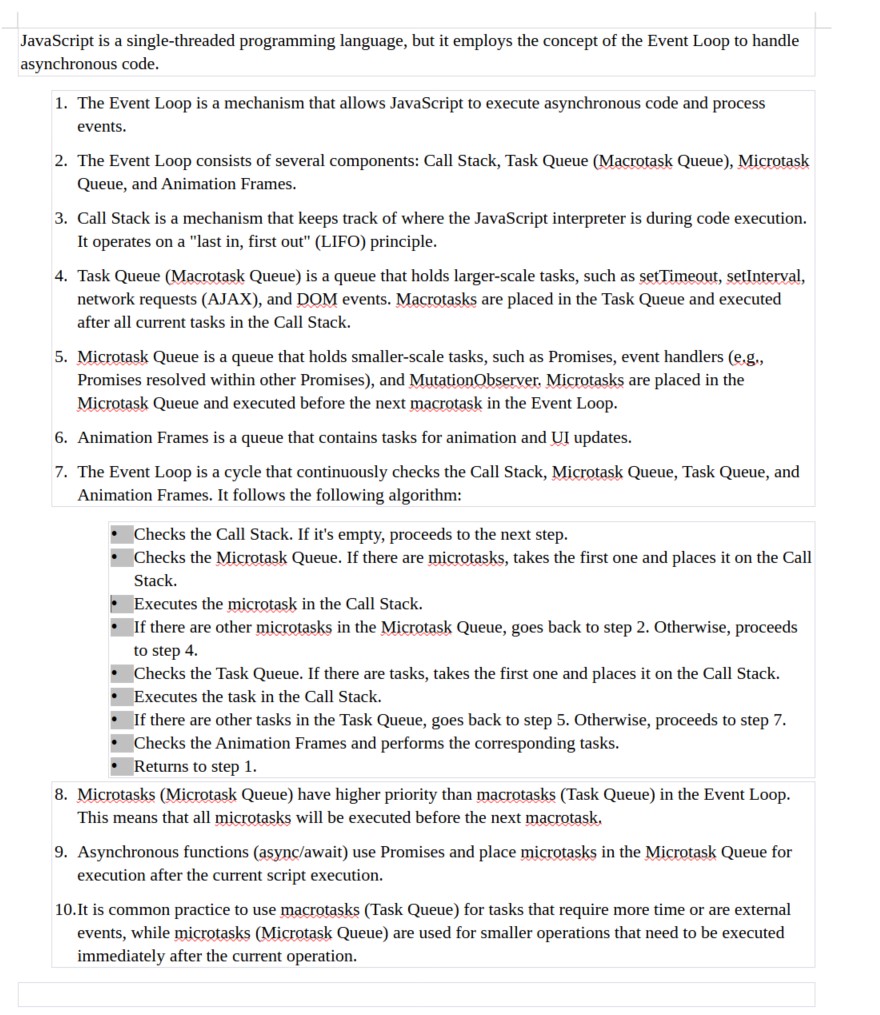 JavaScript is a single-threaded programming language, but it employs the concept of the Event Loop to handle
asynchronous code.
1. The Event Loop is a mechanism that allows JavaScript to execute asynchronous code and process
events.
2. The Event Loop consists of several components: Call Stack, Task Queue (Macrotask Queue), Microtask
Queue, and Animation Frames.
3. Call Stack is a mechanism that keeps track of where the JavaScript interpreter is during code execution.
It operates on a "last in, first out" (LIFO) principle.
4. Task Queue (Macrotask Queue) is a queue that holds larger-scale tasks, such as setTimeout, setInterval,
network requests (AJAX), and DOM events. Macrotasks are placed in the Task Queue and executed
after all current tasks in the Call Stack.
5. Microtask Queue is a queue that holds smaller-scale tasks, such as Promises, event handlers (e.g.,
Promises resolved within other Promises), and MutationObserver. Microtasks are placed in the
Microtask Queue and executed before the next macrotask in the Event Loop.
6. Animation Frames is a queue that contains tasks for animation and UI updates.
7. The Event Loop is a cycle that continuously checks the Call Stack, Microtask Queue, Task Queue, and
Animation Frames. It follows the following algorithm:
• Checks the Call Stack. If it's empty, proceeds to the next step.
• Checks the Microtask Queue. If there are microtasks, takes the first one and places it on the Call
Stack.
• Executes the microtask in the Call Stack.
• If there are other microtasks in the Microtask Queue, goes back to step 2. Otherwise, proceeds
to step 4.
• Checks the Task Queue. If there are tasks, takes the first one and places it on the Call Stack.
• Executes the task in the Call Stack.
• If there are other tasks in the Task Queue, goes back to step 5. Otherwise, proceeds to step 7.
• Checks the Animation Frames and performs the corresponding tasks.
• Returns to step 1.
8. Microtasks (Microtask Queue) have higher priority than macrotasks (Task Queue) in the Event Loop.
This means that all microtasks will be executed before the next macrotask.
9. Asynchronous functions (async/await) use Promises and place microtasks in the Microtask Queue for
execution after the current script execution.
10.It is common practice to use macrotasks (Task Queue) for tasks that require more time or are external
events, while microtasks (Microtask Queue) are used for smaller operations that need to be executed
immediately after the current operation.